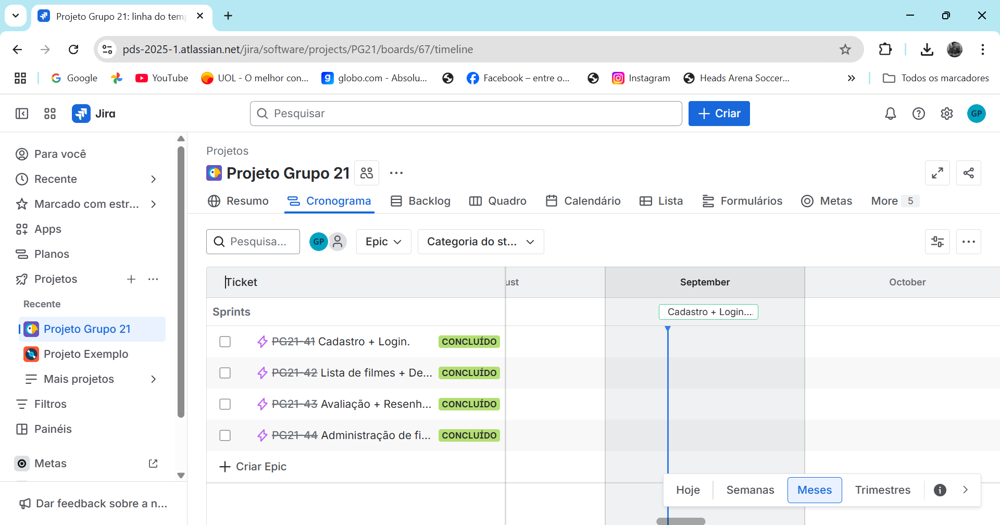 Projeto Grupo 21: linha do tem
pds-2025-1.atlassian.net/jira/software/projects/PG21/boards/67/timeline
Google
YouTube
UOL - O melhor con...
globo.com - Absolu...
Facebook – entre o...
Instagram
Heads Arena Soccer...
Todos os marcadores
Jira
Pesquisar
Criar
GP
Para você
Recente
Marcado com estr...
Apps
Planos
Projetos
Recente
Projeto Grupo 21
Projeto Exemplo
Mais projetos
Filtros
Painéis
Metas
Dar feedback sobre a n...
Projetos
Projeto Grupo 21
Resumo
Cronograma
Backlog
Quadro
Calendário
Lista
Formulários
Metas
More 5
Pesquisa...
GP
Epic
Categoria do st...
Ticket
ust
September
October
Sprints
Cadastro + Login....
PG21-41 Cadastro + Login. CONCLUÍDO
PG21-42 Lista de filmes + De... CONCLUÍDO
PG21-43 Avaliação + Resenh... CONCLUÍDO
PG21-44 Administração de fi... CONCLUÍDO
Criar Epic
Hoje
Semanas
Meses
Trimestres